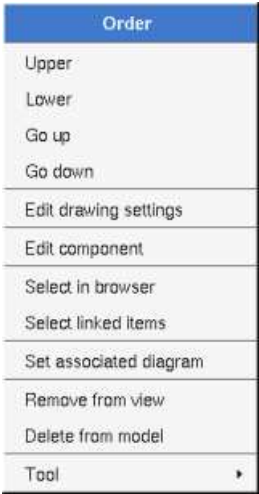 Order
Upper
Lower
Go up
Go down
Edit drawing settings
Edit component
Select in browser
Select linked items
Set associated diagram
Remove from view
Delete from model
Tool